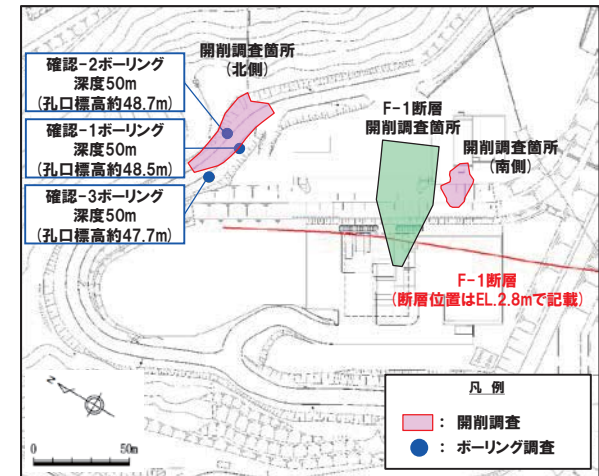 確認-2ボーリング
深度50m
(孔口標高約48.7m)
確認-1ボーリング
深度50m
(孔口標高約48.5m)
確認-3ボーリング
深度50m
(孔口標高約47.7m)
開削調査箇所
(北側)
F-1断層
開削調査箇所
開削調査箇所
(南側)
F-1断層
(断層位置はEL.2.8mで記載)
N
0 50m
凡 例
: 開削調査
: ボーリング調査